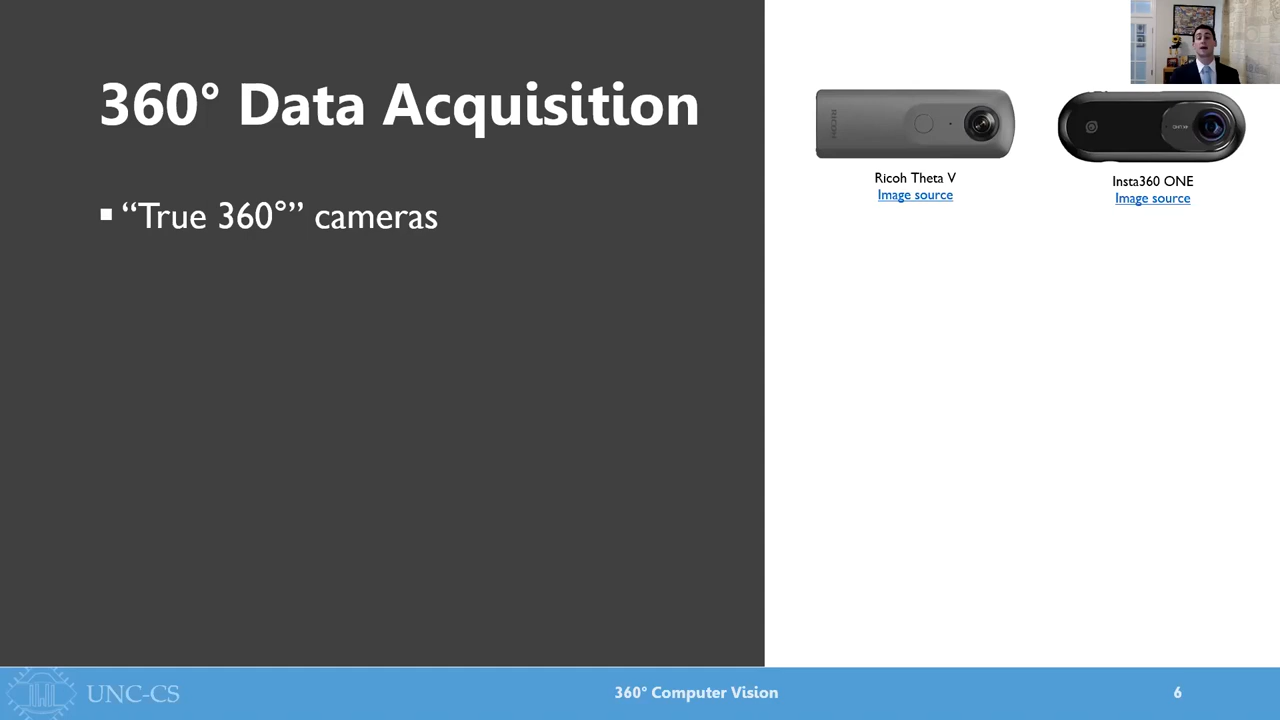 360° Data Acquisition
▪ “True 360°” cameras
Ricoh Theta V
Image source
Insta360 ONE
Image source
UNC-CS
360° Computer Vision
6